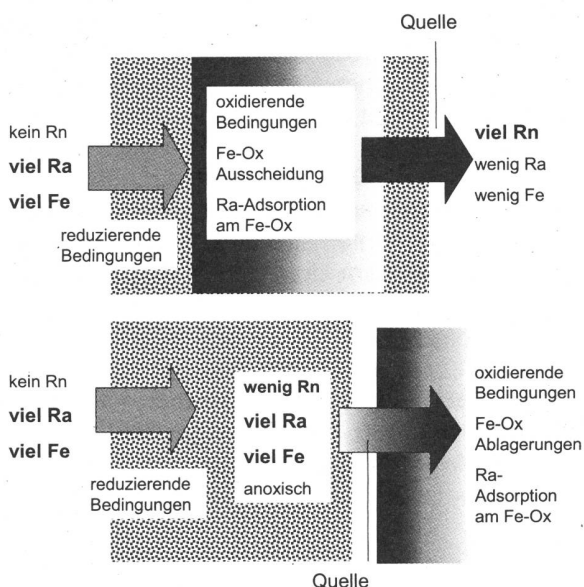 Quelle
kein Rn
viel Ra
viel Fe
reduzierende
Bedingungen
oxidierende
Bedingungen
Fe-Ox
Ausscheidung
Ra-Adsorption
am Fe-Ox
viel Rn
wenig Ra
wenig Fe
kein Rn
viel Ra
viel Fe
reduzierende
Bedingungen
wenig Rn
viel Ra
viel Fe
anoxisch
oxidierende
Bedingungen
Fe-Ox
Ablagerungen
Ra-
Adsorption
am Fe-Ox
Quelle